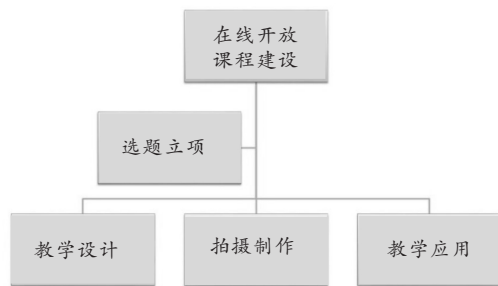 在线开放
课程建设
选题立项
教学设计
拍摄制作
教学应用